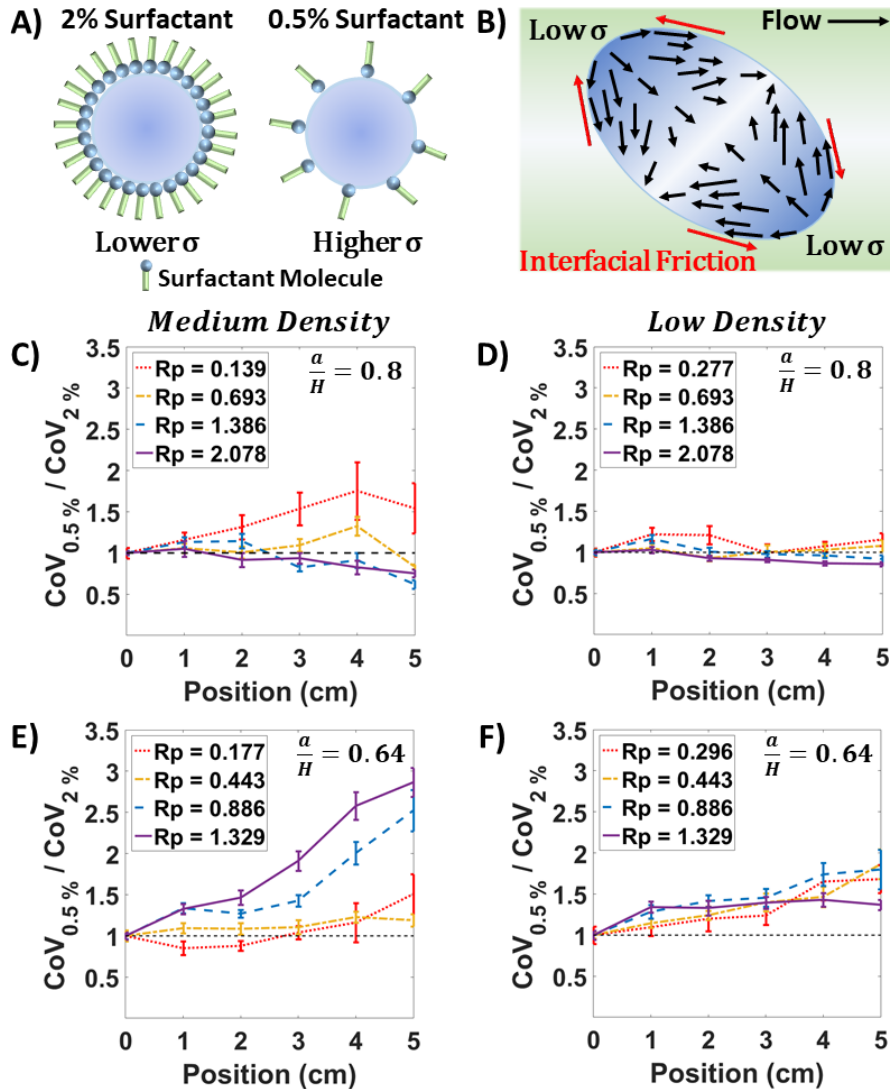 A)
2% Surfactant
0.5% Surfactant
Lower σ
Higher σ
Surfactant Molecule
B)
Low σ
Flow
Interfacial Friction
Low σ
Medium Density
Low Density
C)
CoV0.5 % / CoV2 %
3.5
3
2.5
2
1.5
1
0.5
Rp = 0.139
Rp = 0.693
Rp = 1.386
Rp = 2.078
a/H = 0.8
0 1 2 3 4 5
Position (cm)
D)
CoV0.5 % / CoV2 %
3.5
3
2.5
2
1.5
1
0.5
Rp = 0.277
Rp = 0.693
Rp = 1.386
Rp = 2.078
a/H = 0.8
0 1 2 3 4 5
Position (cm)
E)
CoV0.5 % / CoV2 %
3.5
3
2.5
2
1.5
1
0.5
Rp = 0.177
Rp = 0.443
Rp = 0.886
Rp = 1.329
a/H = 0.64
0 1 2 3 4 5
Position (cm)
F)
CoV0.5 % / CoV2 %
3.5
3
2.5
2
1.5
1
0.5
Rp = 0.296
Rp = 0.443
Rp = 0.886
Rp = 1.329
a/H = 0.64
0 1 2 3 4 5
Position (cm)